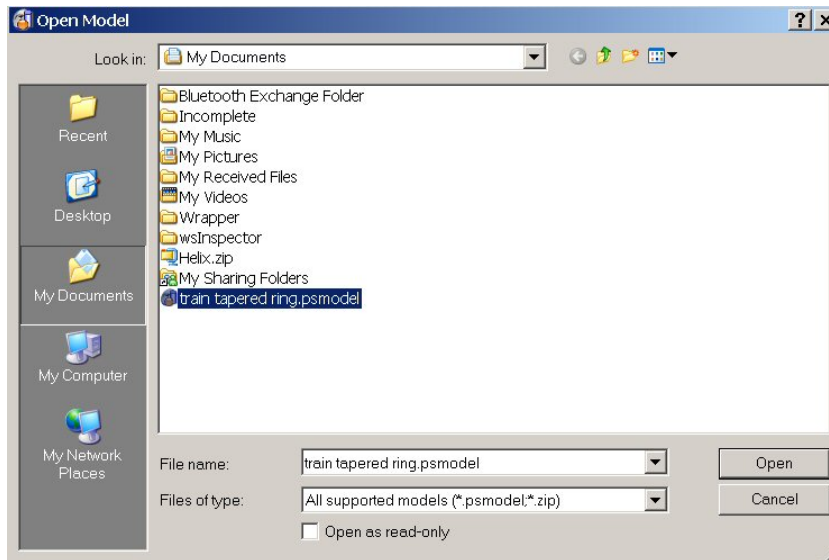 Open Model
Look in:
My Documents
Recent
Desktop
My Documents
My Computer
My Network
Places
Bluetooth Exchange Folder
Incomplete
My Music
My Pictures
My Received Files
My Videos
Wrapper
wsInspector
Helix.zip
My Sharing Folders
train tapered ring.psmodel
File name:
train tapered ring.psmodel
Open
Files of type:
All supported models (*.psmodel;*.zip)
Cancel
Open as read-only